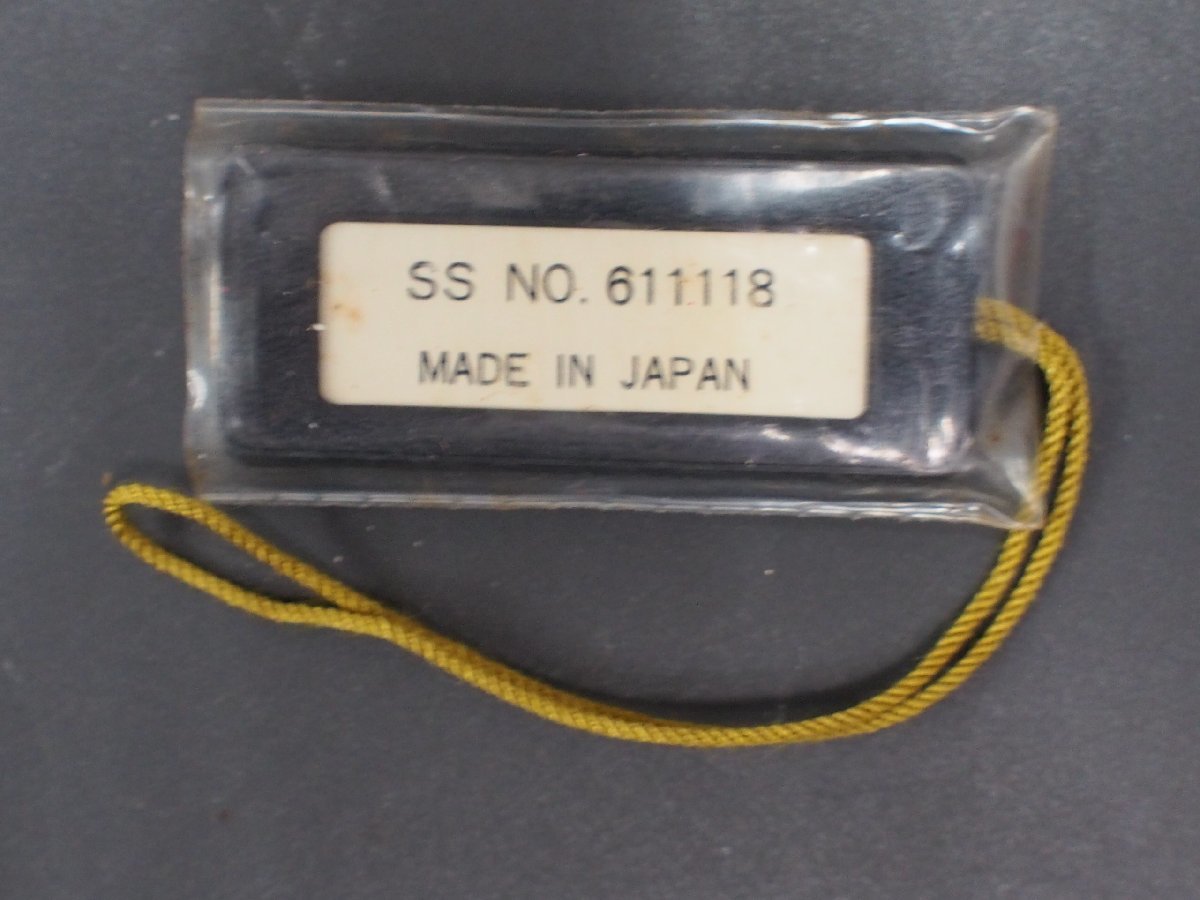 SS NO. 611118
MADE IN JAPAN